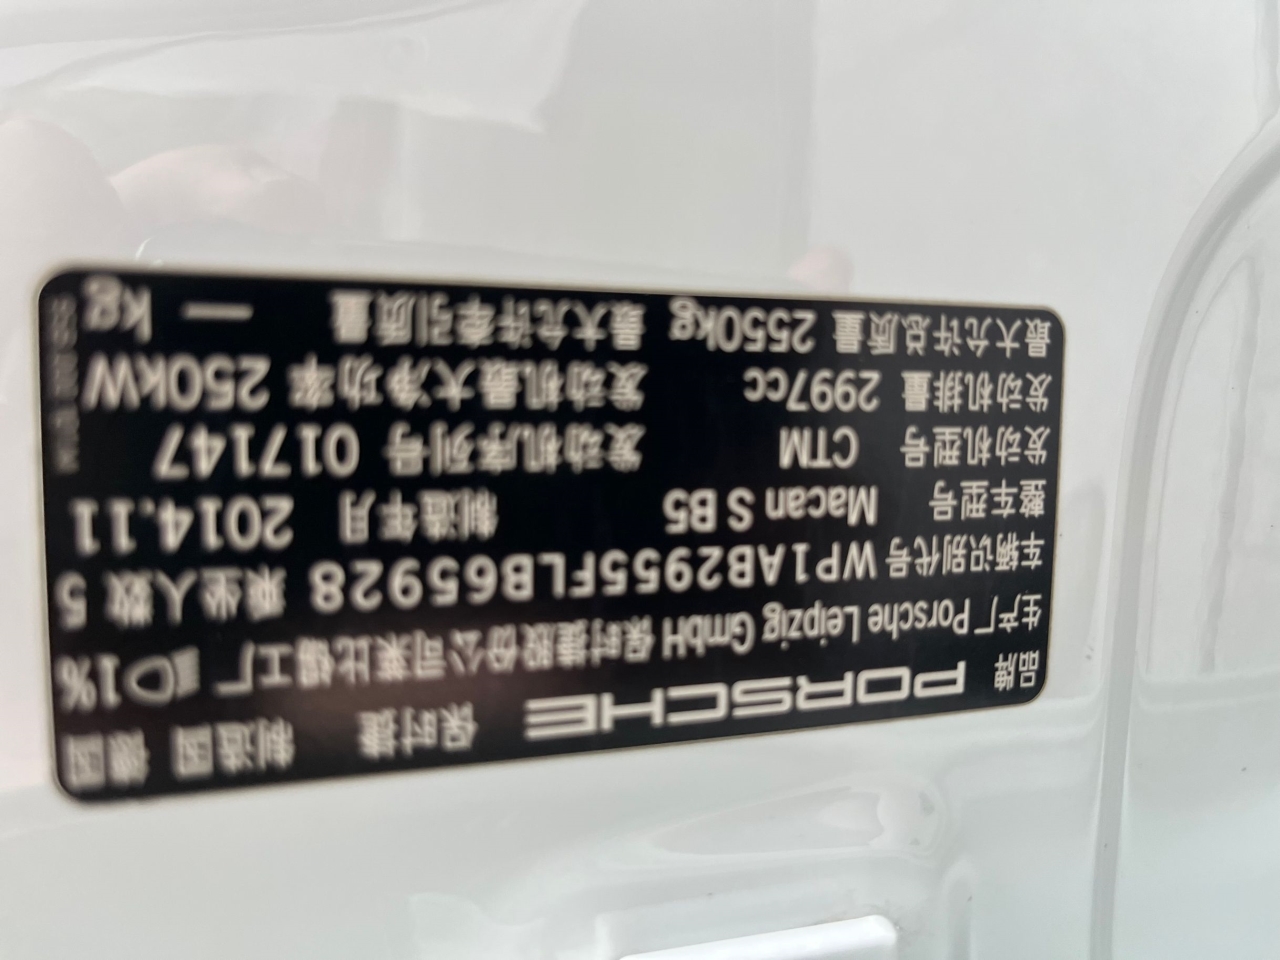 品牌 PORSCHE 保时捷 制造国 德国
生产厂 Porsche Leipzig GmbH 保时捷股份公司莱比锡工厂 1%
车辆识别代号 WP1AB2955FLB65928 乘坐人数 5
整车型号 Macan S B5 制造年月 2014.11
发动机型号 CTM 发动机序列号 017147
发动机排量 2997cc 发动机最大净功率 250kW
最大允许总质量 2550kg 最大允许牵引质量 — kg